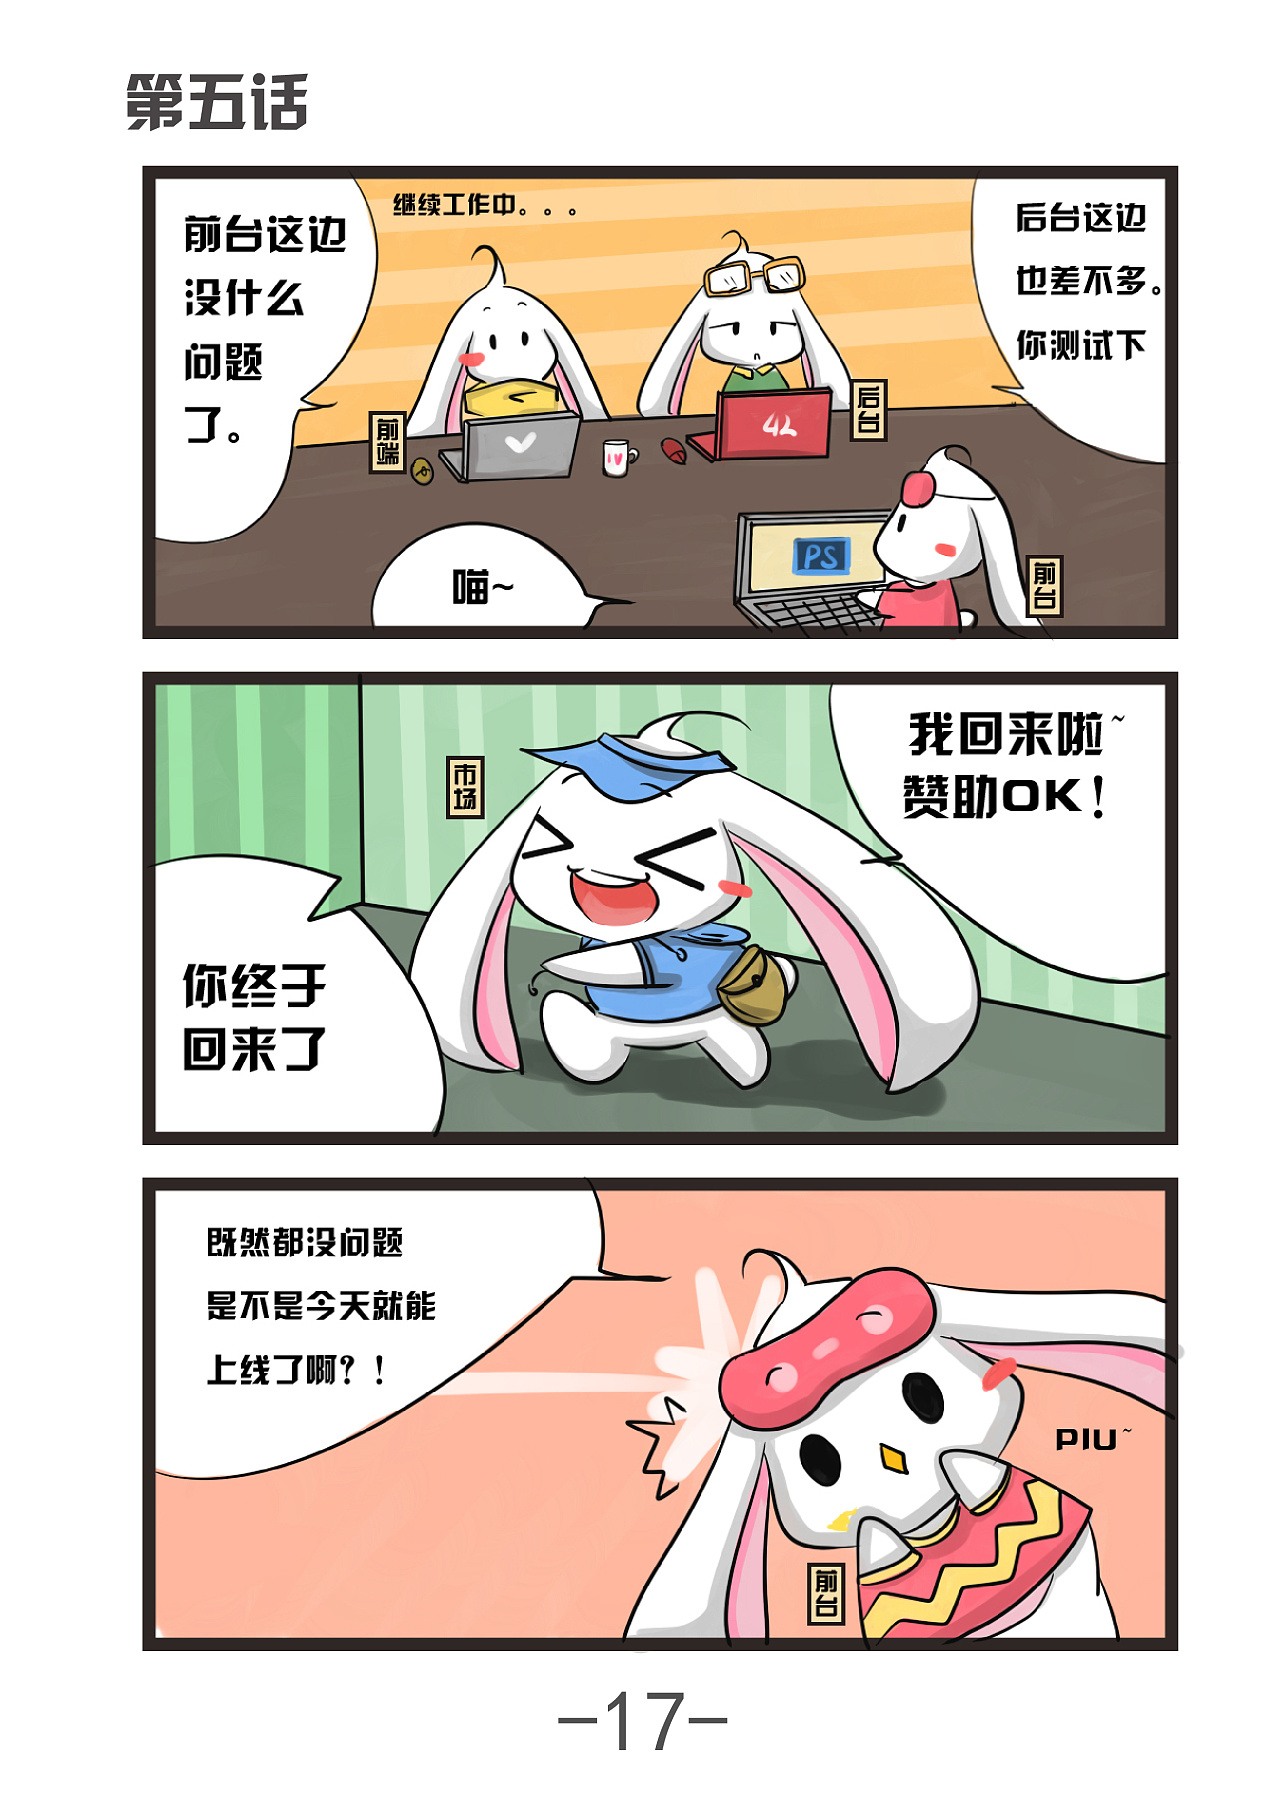 第五话
前台这边
没什么
问题
了。
继续工作中。。。
后台这边
也差不多。
你测试下
前端
后台
4L
PS
前台
喵~
我回来啦~
赞助OK！
市场
你终于
回来了
既然都没问题
是不是今天就能
上线了啊？！
PIU~
前台
-17-